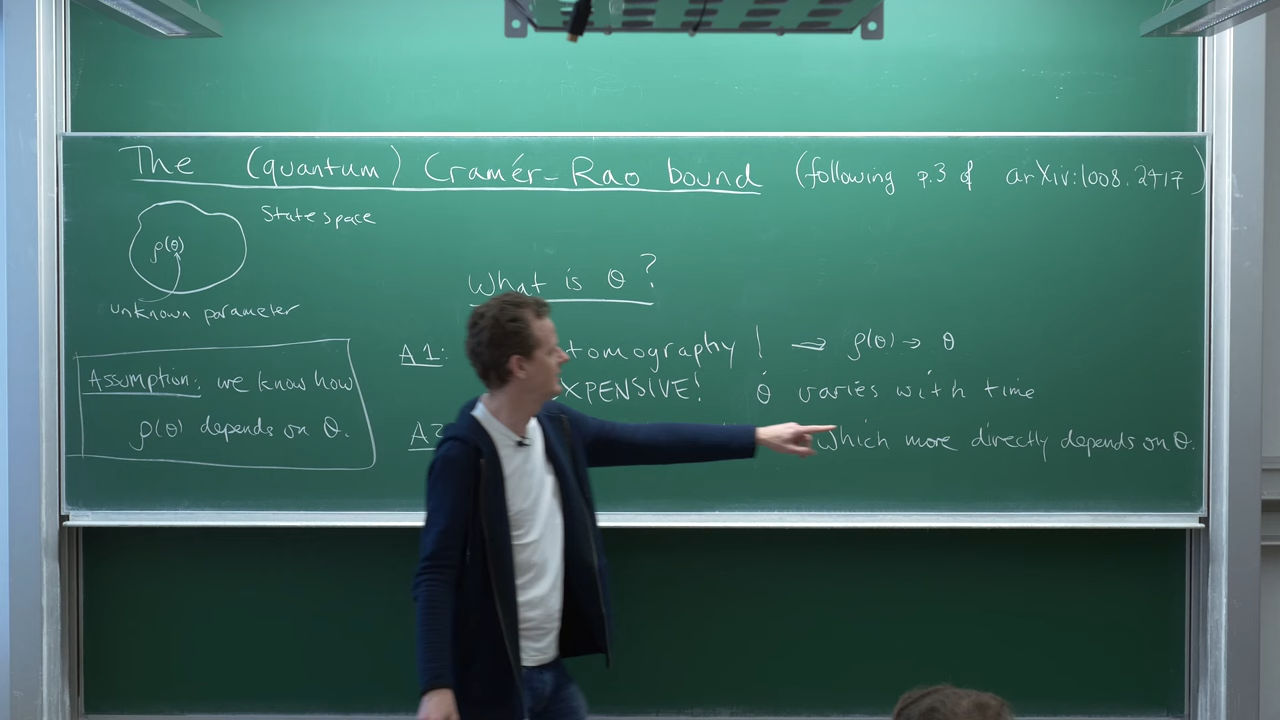 The (quantum) Cramér-Rao bound (following p.3 of arXiv:1008.2417)
State space
ρ(θ)
unknown parameter
What is θ?
Assumption: we know how
ρ(θ) depends on θ.
A1: tomography! → ρ(θ) → θ
XPENSIVE! θ varies with time
A2 which more directly depends on θ.